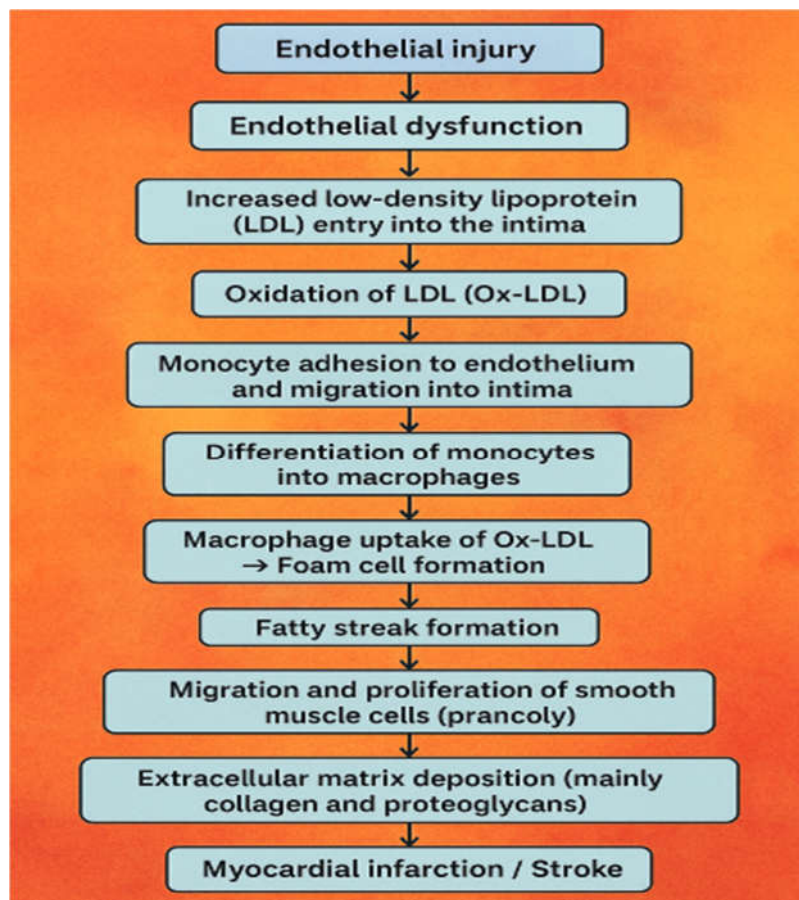 Endothelial injury
Endothelial dysfunction
Increased low-density lipoprotein
(LDL) entry into the intima
Oxidation of LDL (Ox-LDL)
Monocyte adhesion to endothelium
and migration into intima
Differentiation of monocytes
into macrophages
Macrophage uptake of Ox-LDL
→ Foam cell formation
Fatty streak formation
Migration and proliferation of smooth
muscle cells (prancoly)
Extracellular matrix deposition (mainly
collagen and proteoglycans)
Myocardial infarction / Stroke